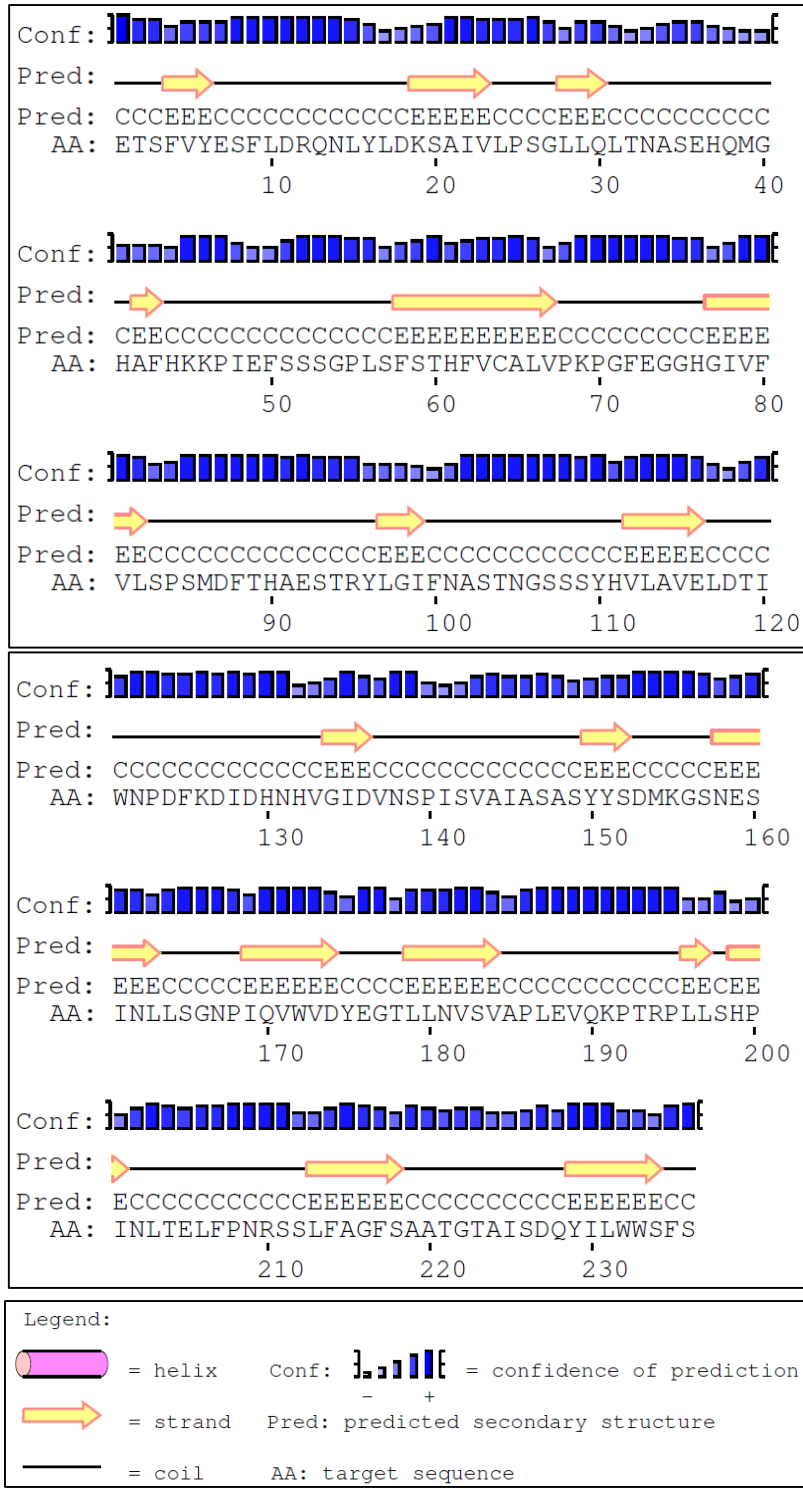 Conf:
Pred:
Pred: CCCEEECCCCCCCCCCCCEEEEECCCCEEECCCCCCCCCC
AA: ETSFVYESFLDRQNLYLDKSAIVLPSGLLQLTNASEHQMG
10 20 30 40
Conf:
Pred:
Pred: CEECCCCCCCCCCCCCCEEEEEEEEEECCCCCCCCCEEEE
AA: HAFHKKPIEFSSSGPLSFSTHFVCALVPKPGFEGGHGIVF
50 60 70 80
Conf:
Pred:
Pred: EECCCCCCCCCCCCCCEEECCCCCCCCCCCCEEEEECCCC
AA: VLSPSMDFTHAESTRYLGIFNASTNGSSSYHVLAVELDTI
90 100 110 120
Conf:
Pred:
Pred: CCCCCCCCCCCCCEEECCCCCCCCCCCCCEEECCCCCEEE
AA: WNPDFKDIDHNHVGIDVNSPISVAIASASYYSDMKGSNES
130 140 150 160
Conf:
Pred:
Pred: EEECCCCCEEEEEECCCCEEEEEECCCCCCCCCCCEECEE
AA: INLLSGNPIQVWVDYEGTLLNVSVAPLEVQKPTRPLLSHP
170 180 190 200
Conf:
Pred:
Pred: ECCCCCCCCCCCEEEEEECCCCCCCCCCEEEEEECC
AA: INLTELFPNRSSLFAGFSAATGTAISDQYILWWSFS
210 220 230
Legend:
= helix Conf: = confidence of prediction
- +
= strand Pred: predicted secondary structure
= coil AA: target sequence